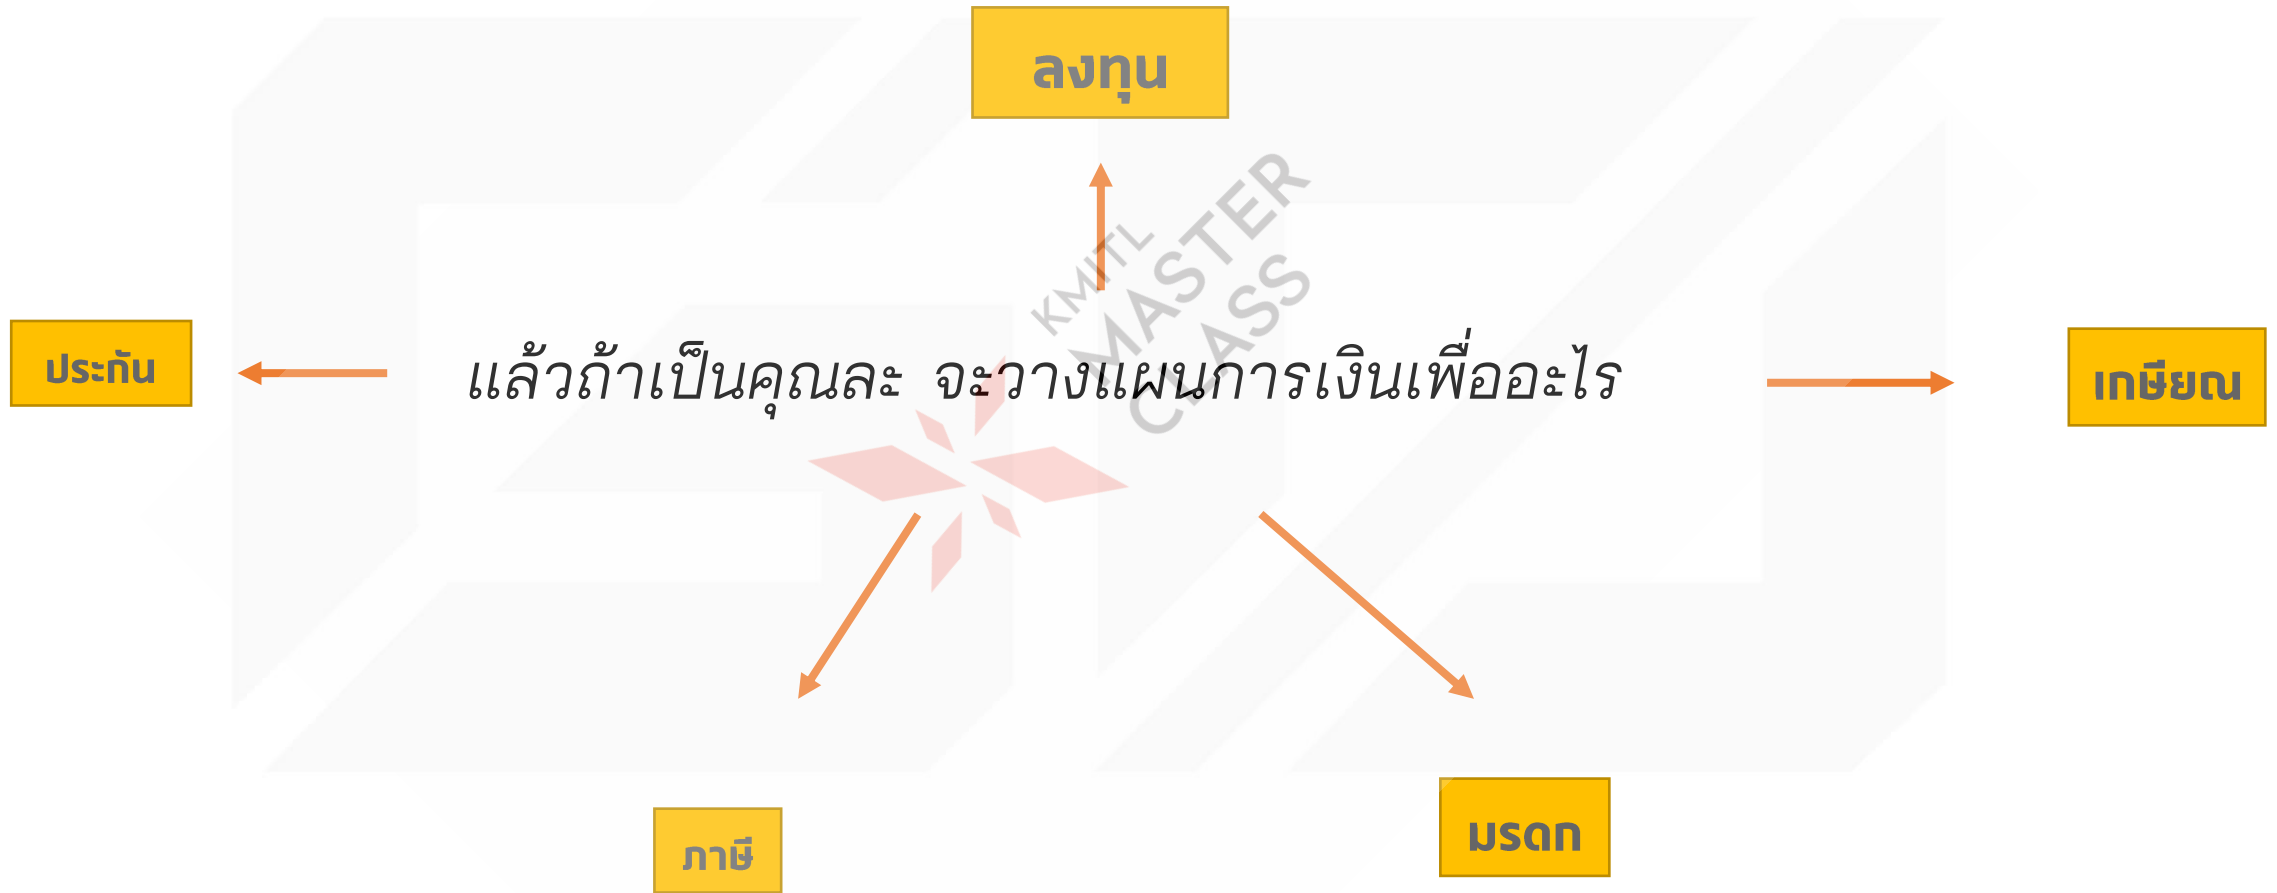 ลงทุน
KMITL
MASTER
CLASS
ประกัน
แล้วถ้าเป็นคุณละ จะวางแผนการเงินเพื่ออะไร
เกษียณ
ภาษี
มรดก